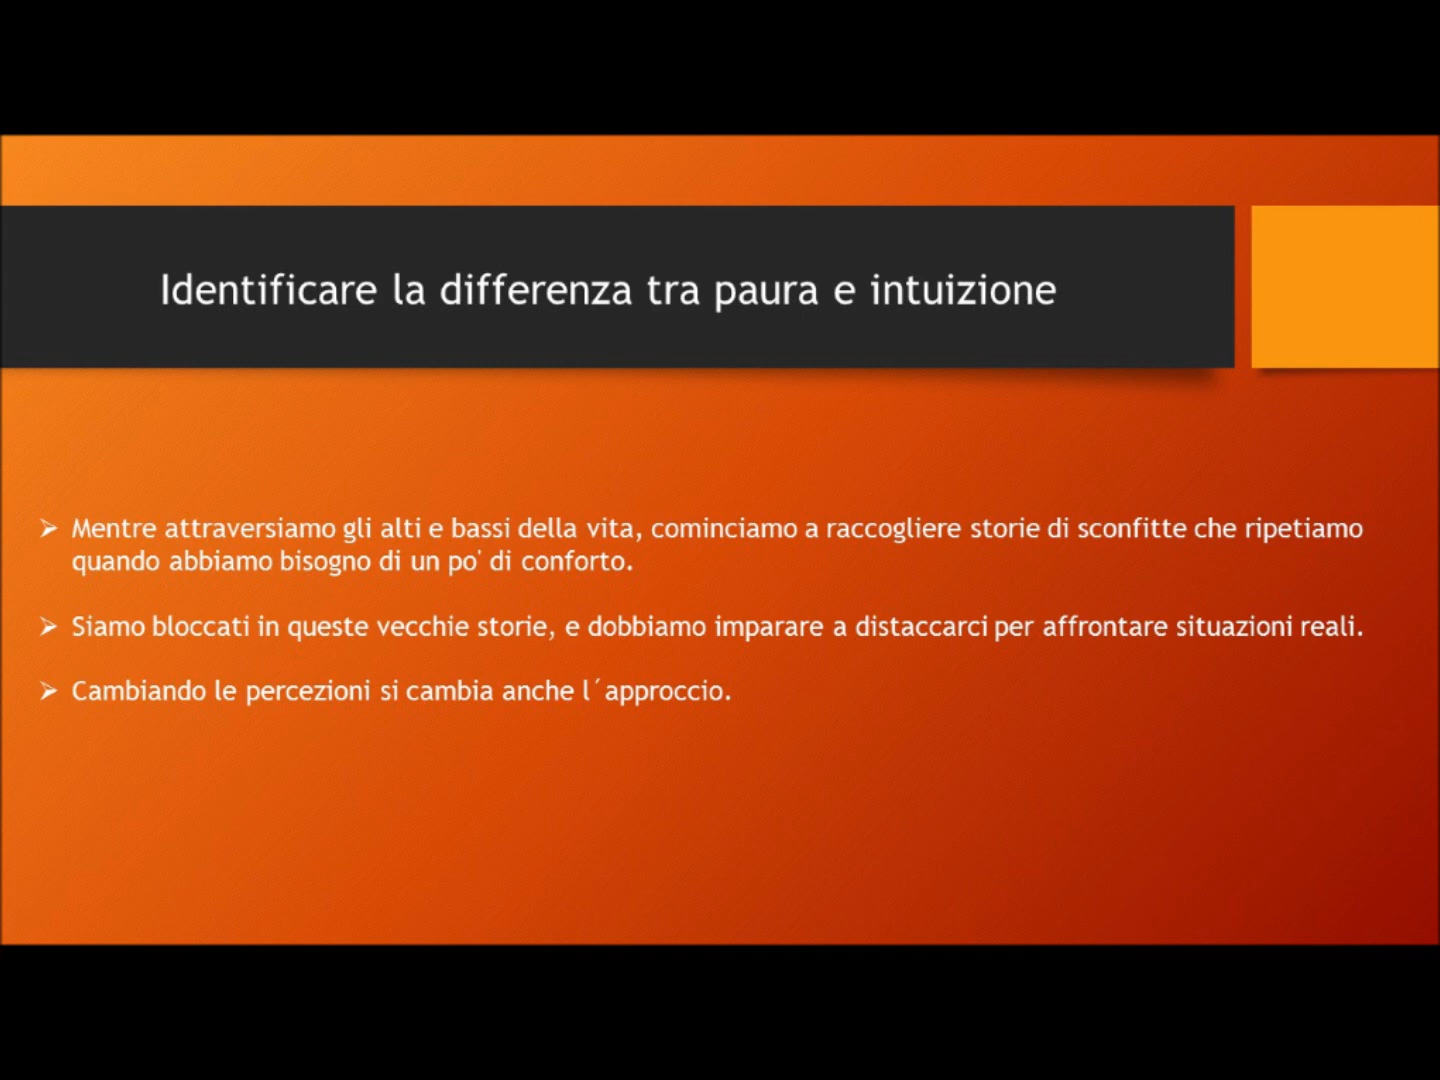 Identificare la differenza tra paura e intuizione
➢ Mentre attraversiamo gli alti e bassi della vita, cominciamo a raccogliere storie di sconfitte che ripetiamo
quando abbiamo bisogno di un po' di conforto.
➢ Siamo bloccati in queste vecchie storie, e dobbiamo imparare a distaccarci per affrontare situazioni reali.
➢ Cambiando le percezioni si cambia anche l´approccio.